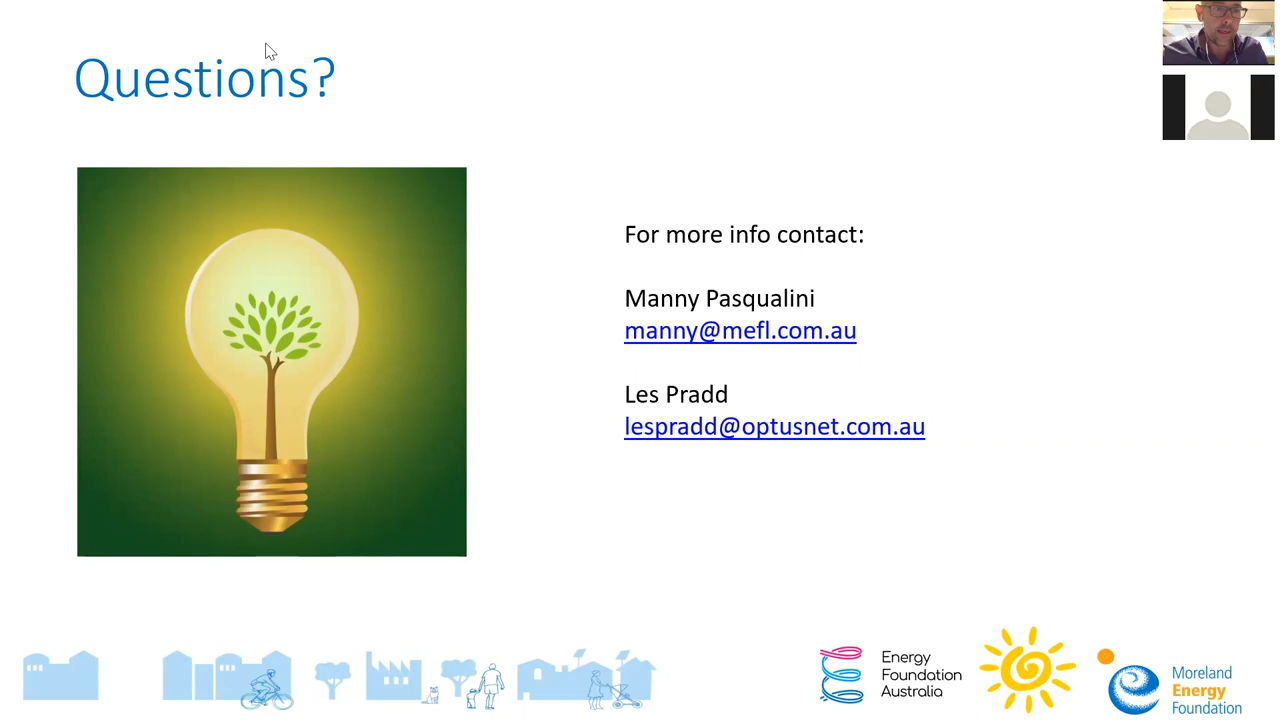 Questions?
For more info contact:
Manny Pasqualini
manny@mefl.com.au
Les Pradd
lespradd@optusnet.com.au
Energy
Foundation
Australia
Moreland
Energy
Foundation